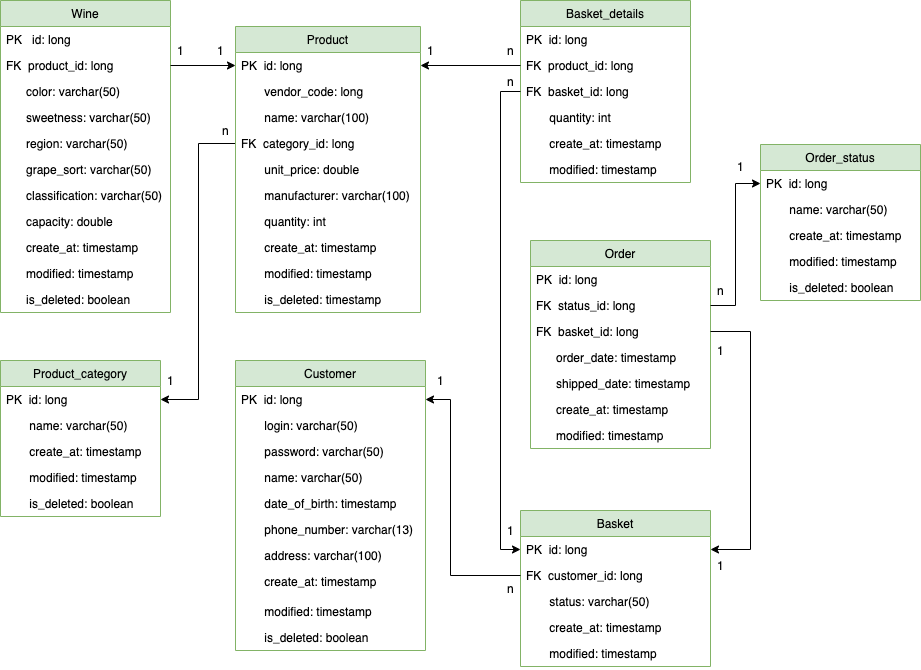 Wine
PK id: long
FK product_id: long
color: varchar(50)
sweetness: varchar(50)
region: varchar(50)
grape_sort: varchar(50)
classification: varchar(50)
capacity: double
create_at: timestamp
modified: timestamp
is_deleted: boolean
1
1
Product
PK id: long
vendor_code: long
name: varchar(100)
FK category_id: long
unit_price: double
manufacturer: varchar(100)
quantity: int
create_at: timestamp
modified: timestamp
is_deleted: timestamp
1
n
n
n
Basket_details
PK id: long
FK product_id: long
FK basket_id: long
quantity: int
create_at: timestamp
modified: timestamp
Order_status
PK id: long
name: varchar(50)
create_at: timestamp
modified: timestamp
is_deleted: boolean
1
n
Order
PK id: long
FK status_id: long
FK basket_id: long
order_date: timestamp
shipped_date: timestamp
create_at: timestamp
modified: timestamp
1
Product_category
PK id: long
name: varchar(50)
create_at: timestamp
modified: timestamp
is_deleted: boolean
1
Customer
PK id: long
login: varchar(50)
password: varchar(50)
name: varchar(50)
date_of_birth: timestamp
phone_number: varchar(13)
address: varchar(100)
create_at: timestamp
modified: timestamp
is_deleted: boolean
1
1
n
Basket
PK id: long
FK customer_id: long
status: varchar(50)
create_at: timestamp
modified: timestamp
1